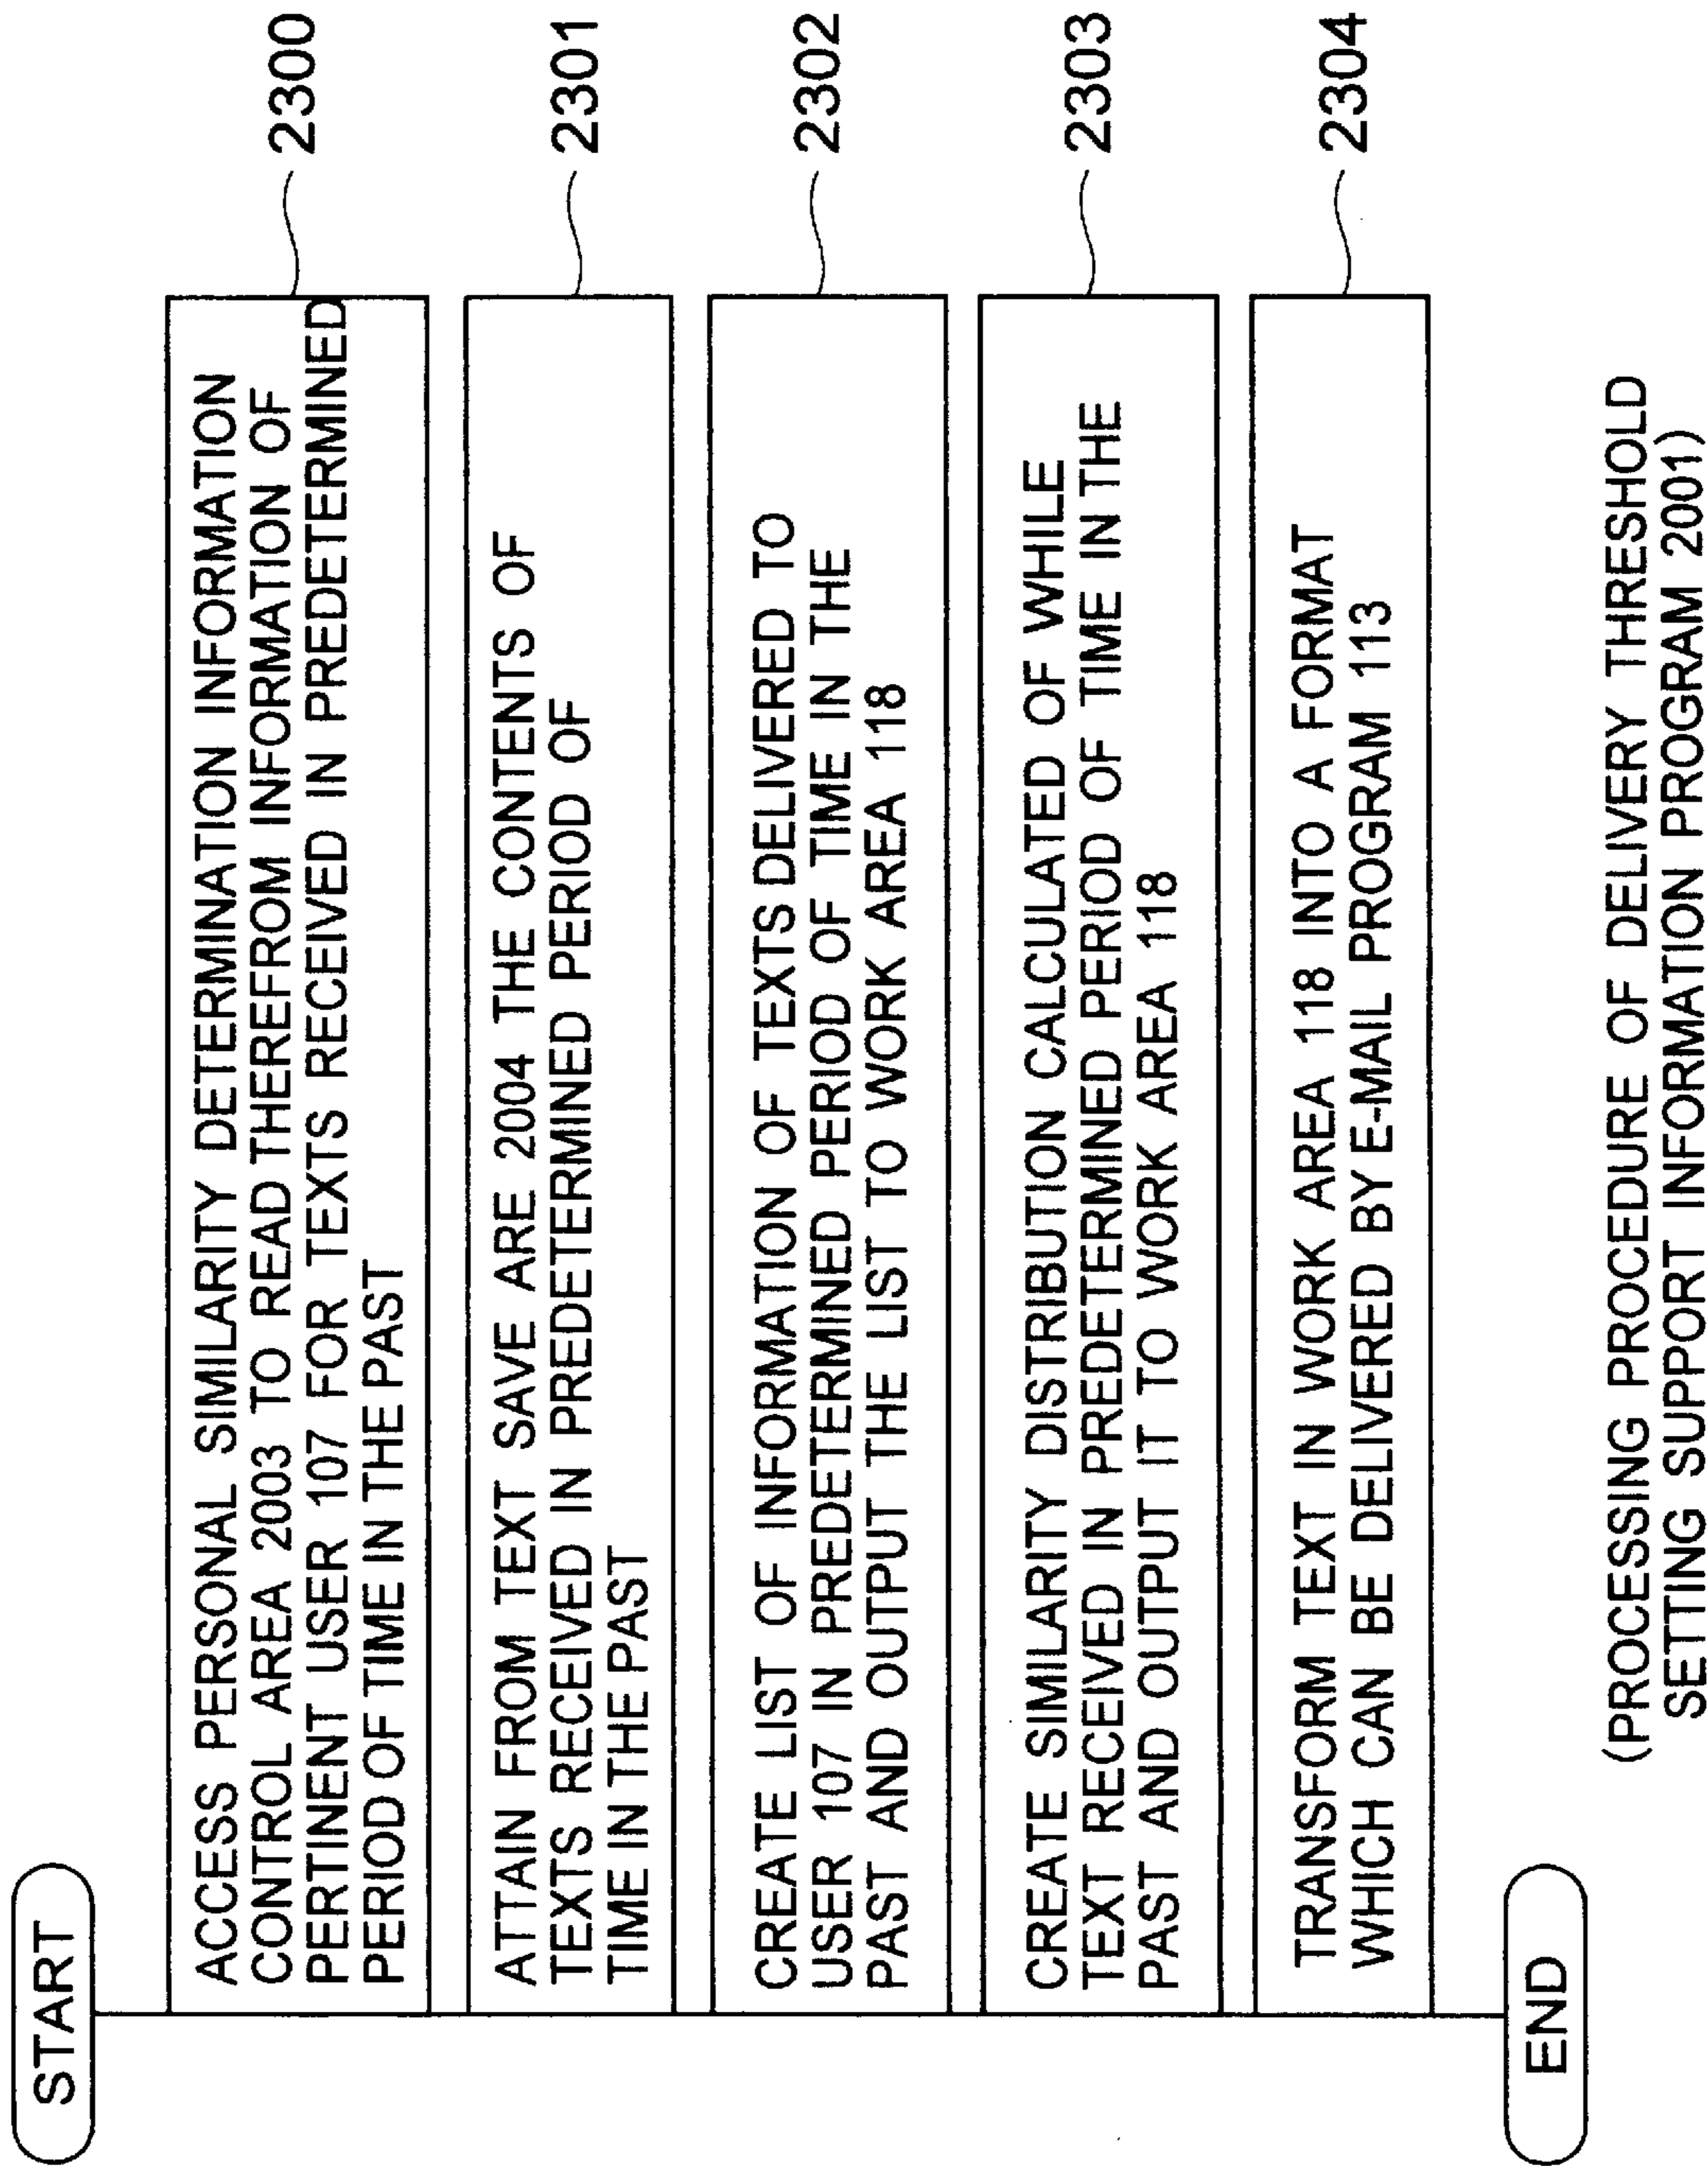 START
ACCESS PERSONAL SIMILARITY DETERMINATION INFORMATION
CONTROL AREA 2003 TO READ THEREFROM INFORMATION OF
PERTINENT USER 107 FOR TEXTS RECEIVED IN PREDETERMINED
PERIOD OF TIME IN THE PAST
2300
ATTAIN FROM TEXT SAVE ARE 2004 THE CONTENTS OF
TEXTS RECEIVED IN PREDETERMINED PERIOD OF
TIME IN THE PAST
2301
CREATE LIST OF INFORMATION OF TEXTS DELIVERED TO
USER 107 IN PREDETERMINED PERIOD OF TIME IN THE
PAST AND OUTPUT THE LIST TO WORK AREA 118
2302
CREATE SIMILARITY DISTRIBUTION CALCULATED OF WHILE
TEXT RECEIVED IN PREDETERMINED PERIOD OF TIME IN THE
PAST AND OUTPUT IT TO WORK AREA 118
2303
TRANSFORM TEXT IN WORK AREA 118 INTO A FORMAT
WHICH CAN BE DELIVERED BY E-MAIL PROGRAM 113
2304
END
(PROCESSING PROCEDURE OF DELIVERY THRESHOLD
SETTING SUPPORT INFORMATION PROGRAM 2001)